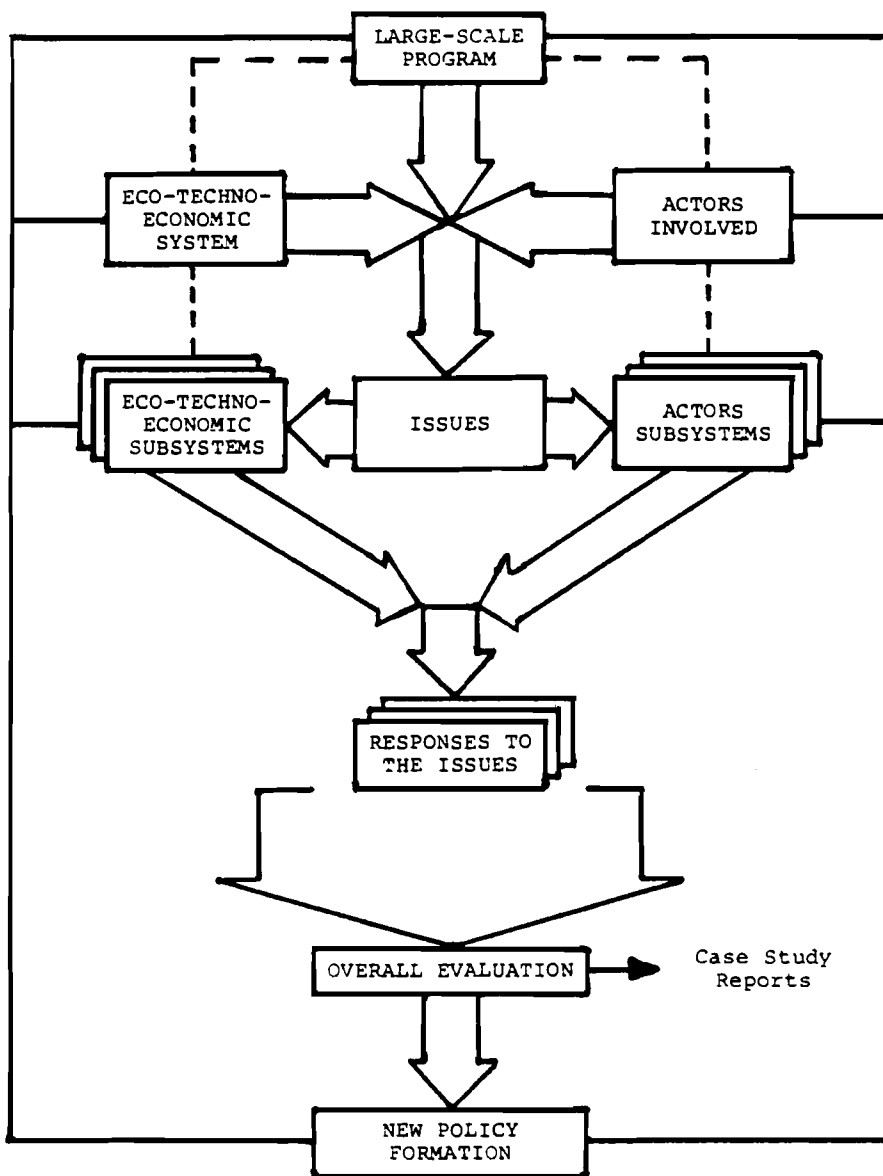 LARGE-SCALE
PROGRAM
ECO-TECHNO-
ECONOMIC
SYSTEM
ACTORS
INVOLVED
ECO-TECHNO-
ECONOMIC
SUBSYSTEMS
ISSUES
ACTORS
SUBSYSTEMS
RESPONSES TO
THE ISSUES
OVERALL EVALUATION
Case Study
Reports
NEW POLICY
FORMATION